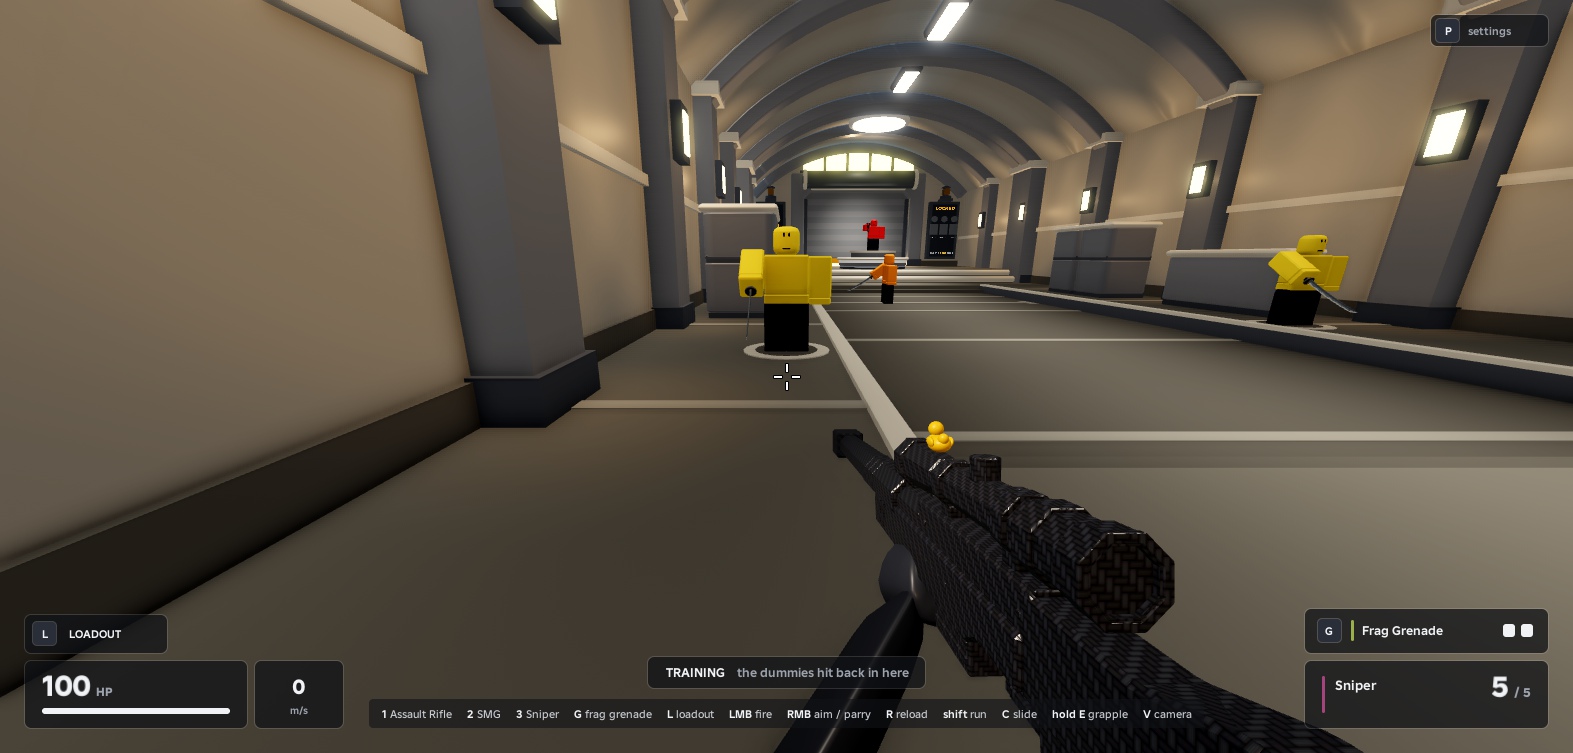 P settings
LOCKED
L LOADOUT
100 HP
0
m/s
TRAINING the dummies hit back in here
1 Assault Rifle 2 SMG 3 Sniper G frag grenade L loadout LMB fire RMB aim / parry R reload shift run C slide hold E grapple V camera
G Frag Grenade
Sniper 5 / 5